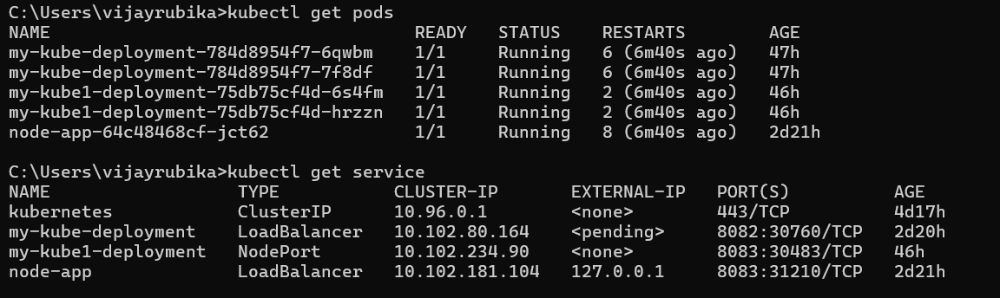 C:\Users\vijayrubika>kubectl get pods
NAME READY STATUS RESTARTS AGE
my-kube-deployment-784d8954f7-6qwbm 1/1 Running 6 (6m40s ago) 47h
my-kube-deployment-784d8954f7-7f8df 1/1 Running 6 (6m40s ago) 47h
my-kube1-deployment-75db75cf4d-6s4fm 1/1 Running 2 (6m40s ago) 46h
my-kube1-deployment-75db75cf4d-hrzzn 1/1 Running 2 (6m40s ago) 46h
node-app-64c48468cf-jct62 1/1 Running 8 (6m40s ago) 2d21h
C:\Users\vijayrubika>kubectl get service
NAME TYPE CLUSTER-IP EXTERNAL-IP PORT(S) AGE
kubernetes ClusterIP 10.96.0.1 <none> 443/TCP 4d17h
my-kube-deployment LoadBalancer 10.102.80.164 <pending> 8082:30760/TCP 2d20h
my-kube1-deployment NodePort 10.102.234.90 <none> 8083:30483/TCP 46h
node-app LoadBalancer 10.102.181.104 127.0.0.1 8083:31210/TCP 2d21h